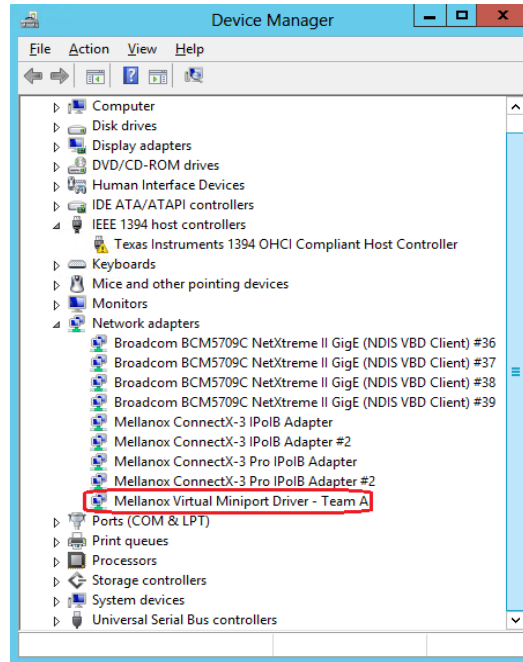 Device Manager
File Action View Help
Computer
Disk drives
Display adapters
DVD/CD-ROM drives
Human Interface Devices
IDE ATA/ATAPI controllers
IEEE 1394 host controllers
Texas Instruments 1394 OHCI Compliant Host Controller
Keyboards
Mice and other pointing devices
Monitors
Network adapters
Broadcom BCM5709C NetXtreme II GigE (NDIS VBD Client) #36
Broadcom BCM5709C NetXtreme II GigE (NDIS VBD Client) #37
Broadcom BCM5709C NetXtreme II GigE (NDIS VBD Client) #38
Broadcom BCM5709C NetXtreme II GigE (NDIS VBD Client) #39
Mellanox ConnectX-3 IPoIB Adapter
Mellanox ConnectX-3 IPoIB Adapter #2
Mellanox ConnectX-3 Pro IPoIB Adapter
Mellanox ConnectX-3 Pro IPoIB Adapter #2
Mellanox Virtual Miniport Driver - Team A
Ports (COM & LPT)
Print queues
Processors
Storage controllers
System devices
Universal Serial Bus controllers